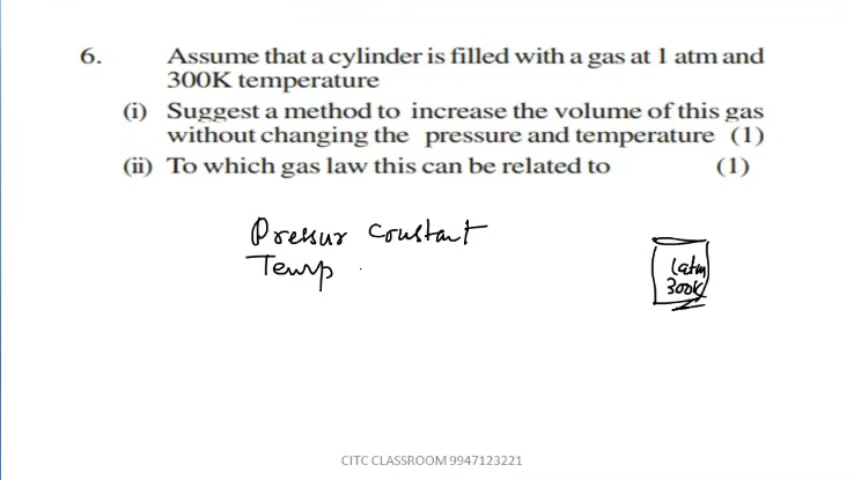 6. Assume that a cylinder is filled with a gas at 1 atm and
300K temperature
(i) Suggest a method to increase the volume of this gas
without changing the pressure and temperature (1)
(ii) To which gas law this can be related to (1)
Pressur constant
Temp
1atm
300K
CITC CLASSROOM 9947123221